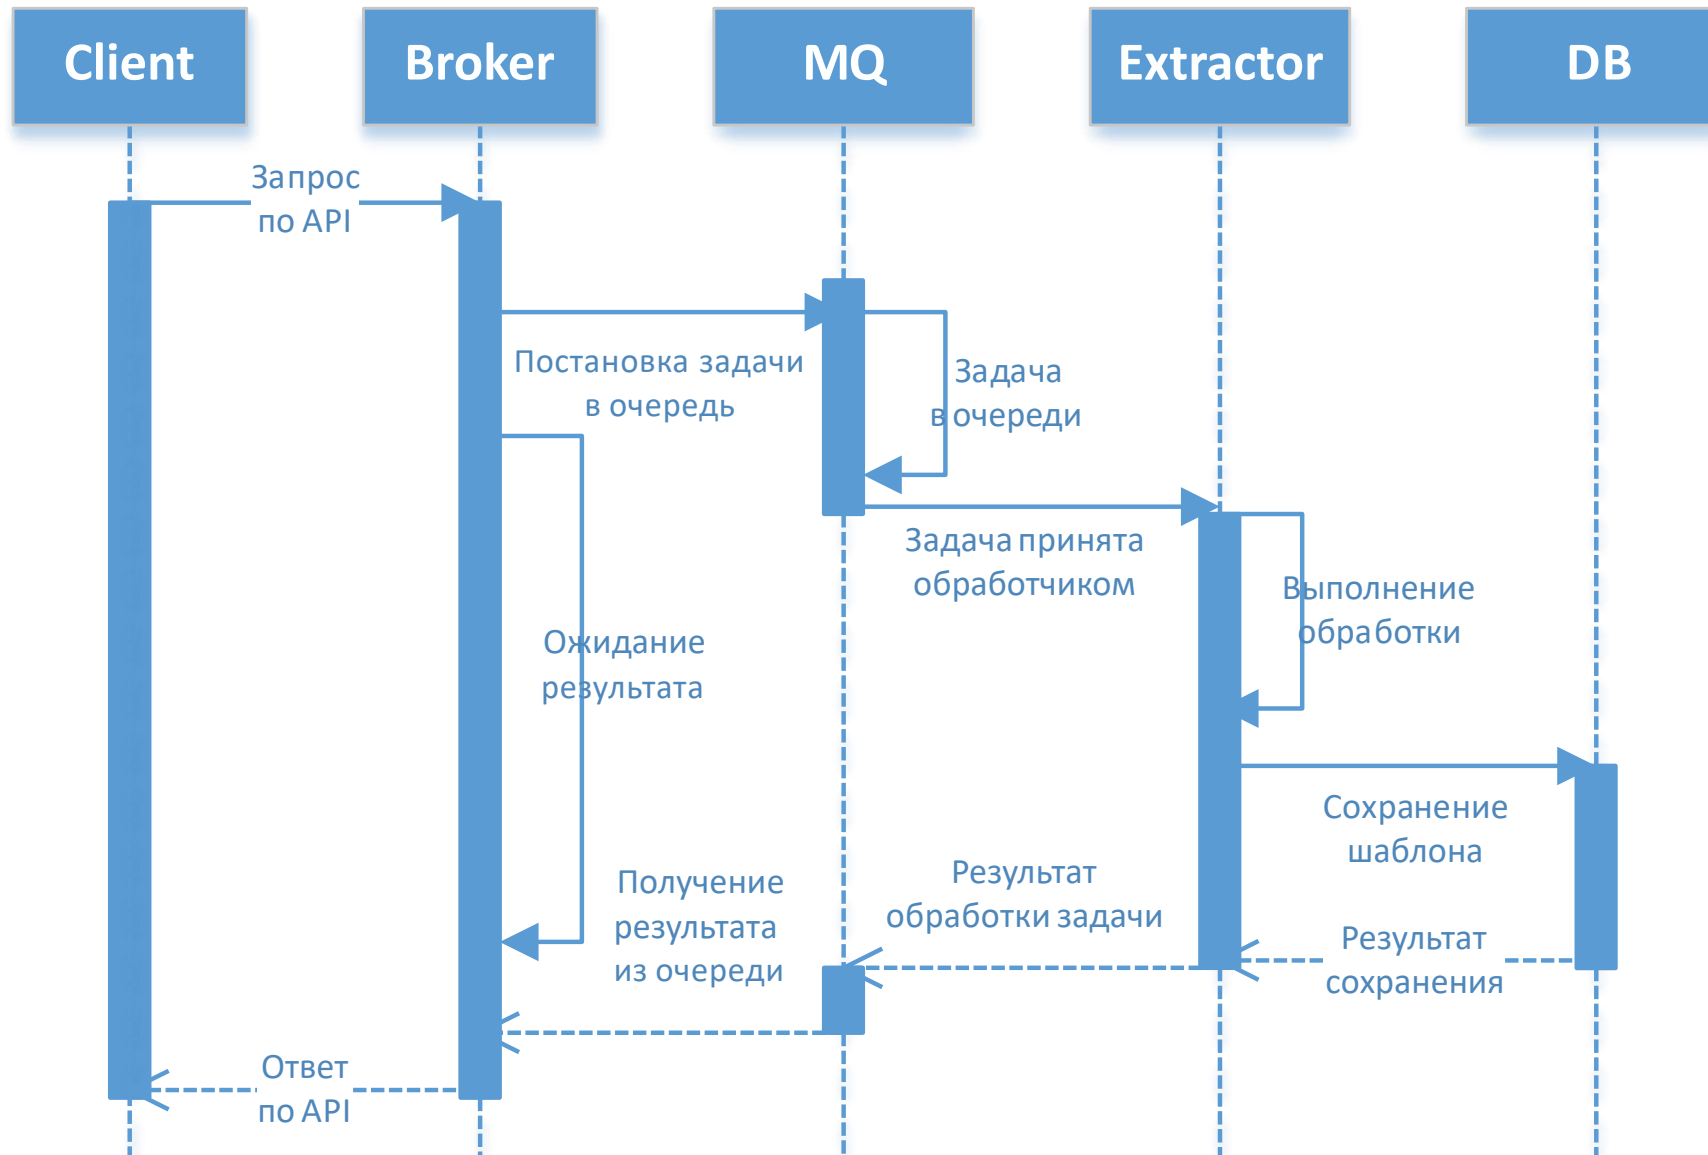 Client
Broker
MQ
Extractor
DB
Запрос
по API
Постановка задачи
в очередь
Задача
в очереди
Задача принята
обработчиком
Выполнение
обработки
Ожидание
результата
Сохранение
шаблона
Результат
обработки задачи
Получение
результата
из очереди
Результат
сохранения
Ответ
по API